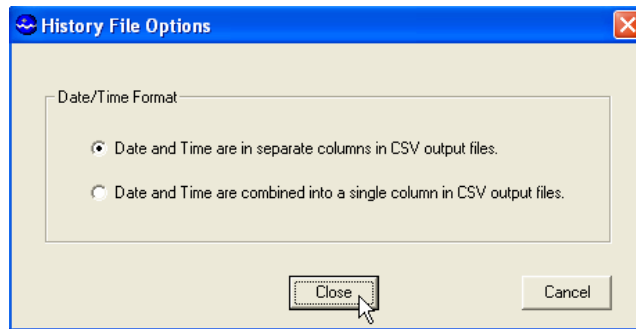 History File Options
Date/Time Format
Date and Time are in separate columns in CSV output files.
Date and Time are combined into a single column in CSV output files.
Close
Cancel